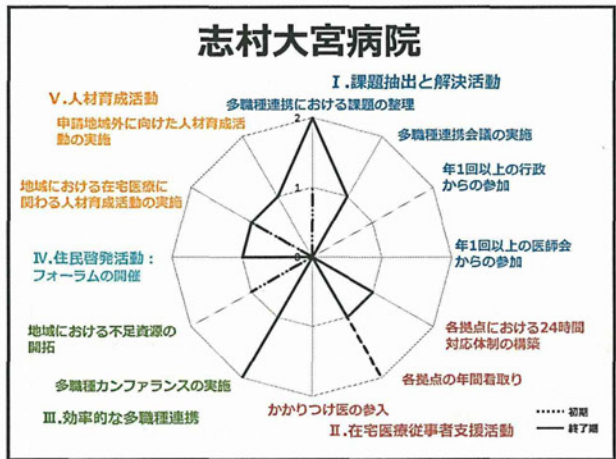 志村大宮病院
Ⅰ.課題抽出と解決活動
多職種連携における課題の整理
多職種連携会議の実施
年1回以上の行政
からの参加
年1回以上の医師会
からの参加
各拠点における24時間
対応体制の構築
各拠点の年間看取り
かかりつけ医の参入
Ⅱ.在宅医療従事者支援活動
多職種カンファランスの実施
Ⅲ.効率的な多職種連携
地域における不足資源の
開拓
Ⅳ.住民啓発活動：
フォーラムの開催
地域における在宅医療に
関わる人材育成活動の実施
Ⅴ.人材育成活動
申請地域外に向けた人材育成活
動の実施
2
1
0
初期
終了期